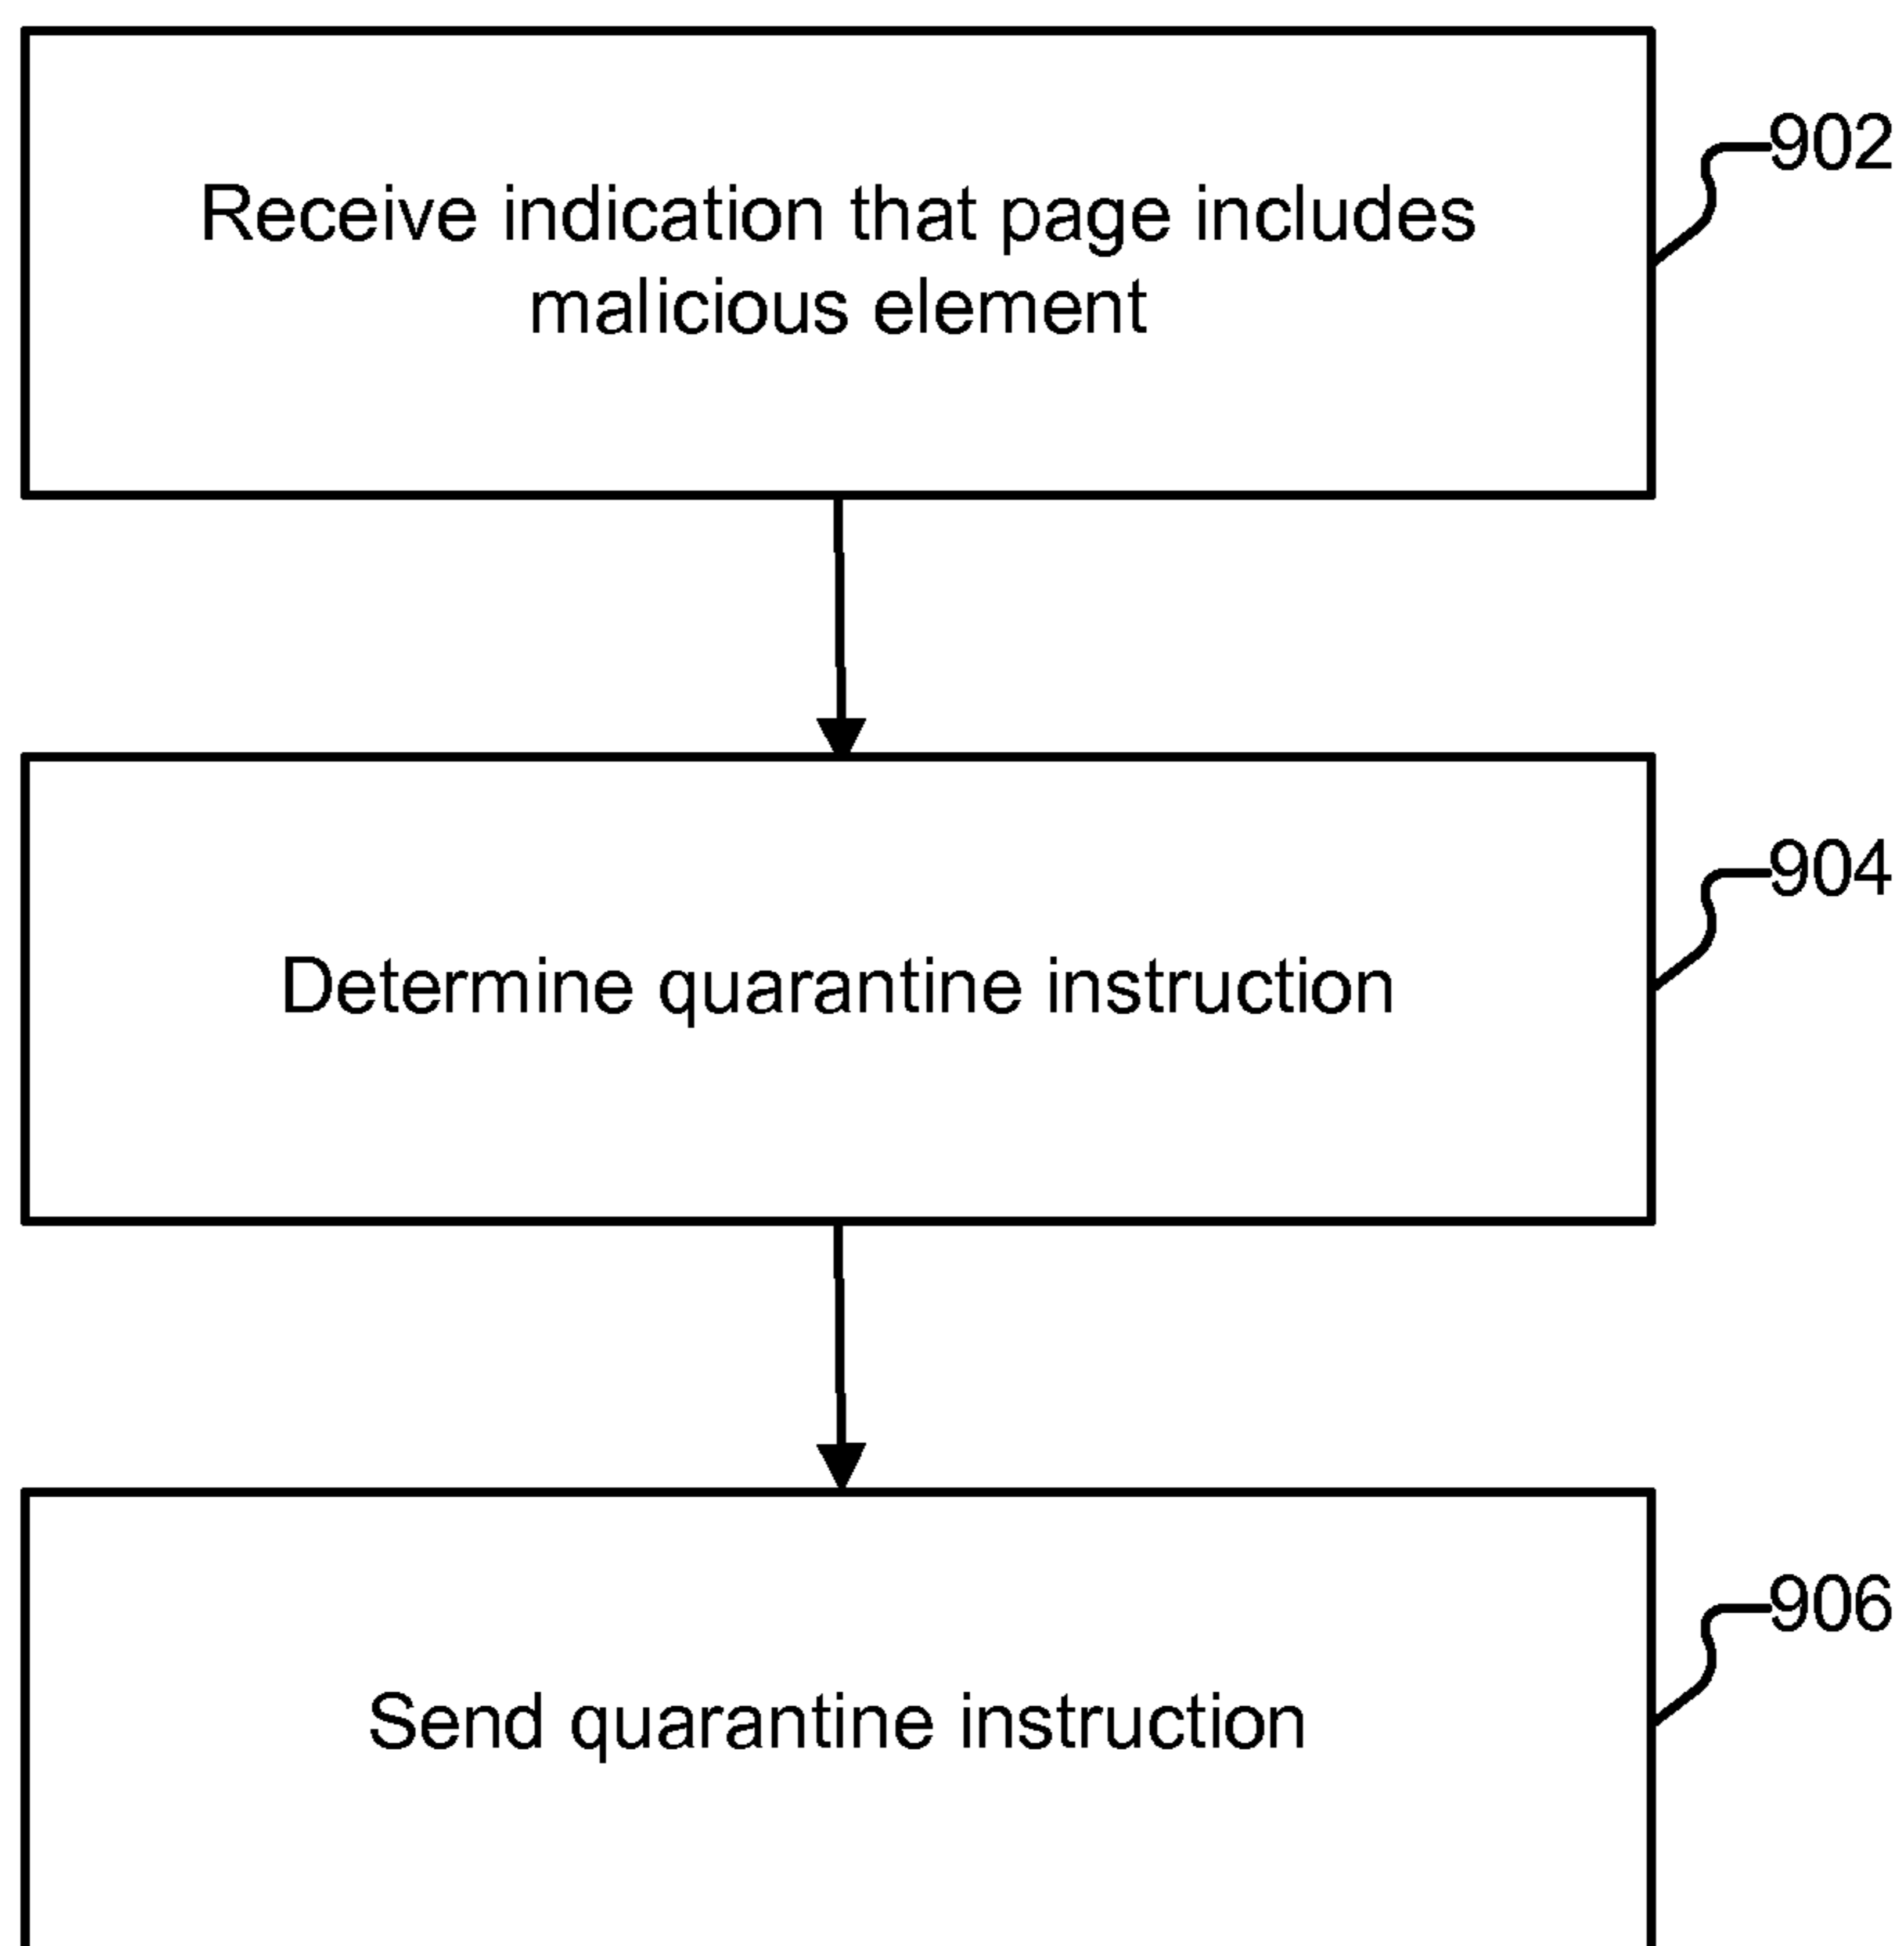 902
Receive indication that page includes
malicious element
904
Determine quarantine instruction
906
Send quarantine instruction